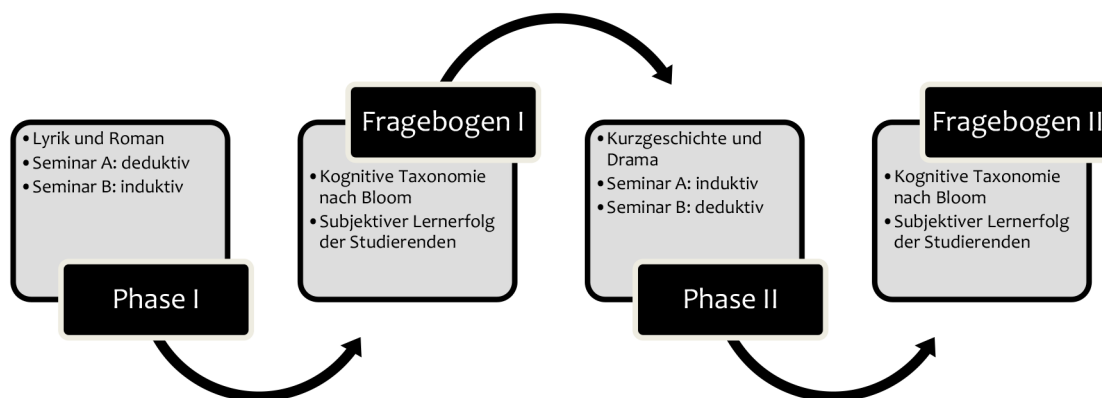 • Lyrik und Roman
• Seminar A: deduktiv
• Seminar B: induktiv
Phase I
Fragebogen I
• Kognitive Taxonomie
nach Bloom
• Subjektiver Lernerfolg
der Studierenden
• Kurzgeschichte und
Drama
• Seminar A: induktiv
• Seminar B: deduktiv
Phase II
Fragebogen II
• Kognitive Taxonomie
nach Bloom
• Subjektiver Lernerfolg
der Studierenden